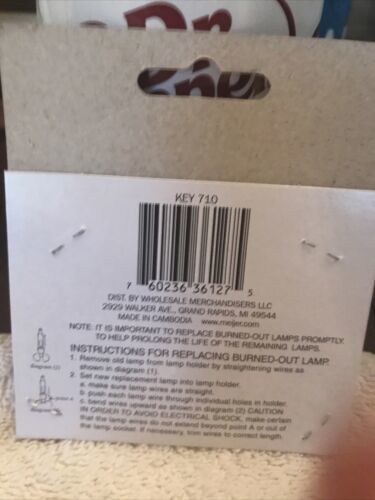 Dr
KEY 710
7 60236 36127 5
DIST. BY WHOLESALE MERCHANDISERS LLC
2929 WALKER AVE., GRAND RAPIDS, MI 49544
MADE IN CAMBODIA www.meijer.com
NOTE: IT IS IMPORTANT TO REPLACE BURNED-OUT LAMPS PROMPTLY
TO HELP PROLONG THE LIFE OF THE REMAINING LAMPS.
INSTRUCTIONS FOR REPLACING BURNED-OUT LAMP
1. Remove old lamp from lamp holder by straightening wires as
shown in diagram (1).
2. Set new replacement lamp into lamp holder.
a. make sure lamp wires are straight.
b. push each lamp wire through individual holes in holder.
c. bend wires upward as shown in diagram (2) CAUTION
IN ORDER TO AVOID ELECTRICAL SHOCK, make certain
that the lamp wires do not extend beyond point A or out of
the lamp socket. If necessary, trim wires to correct length.
diagram (1)
diagram